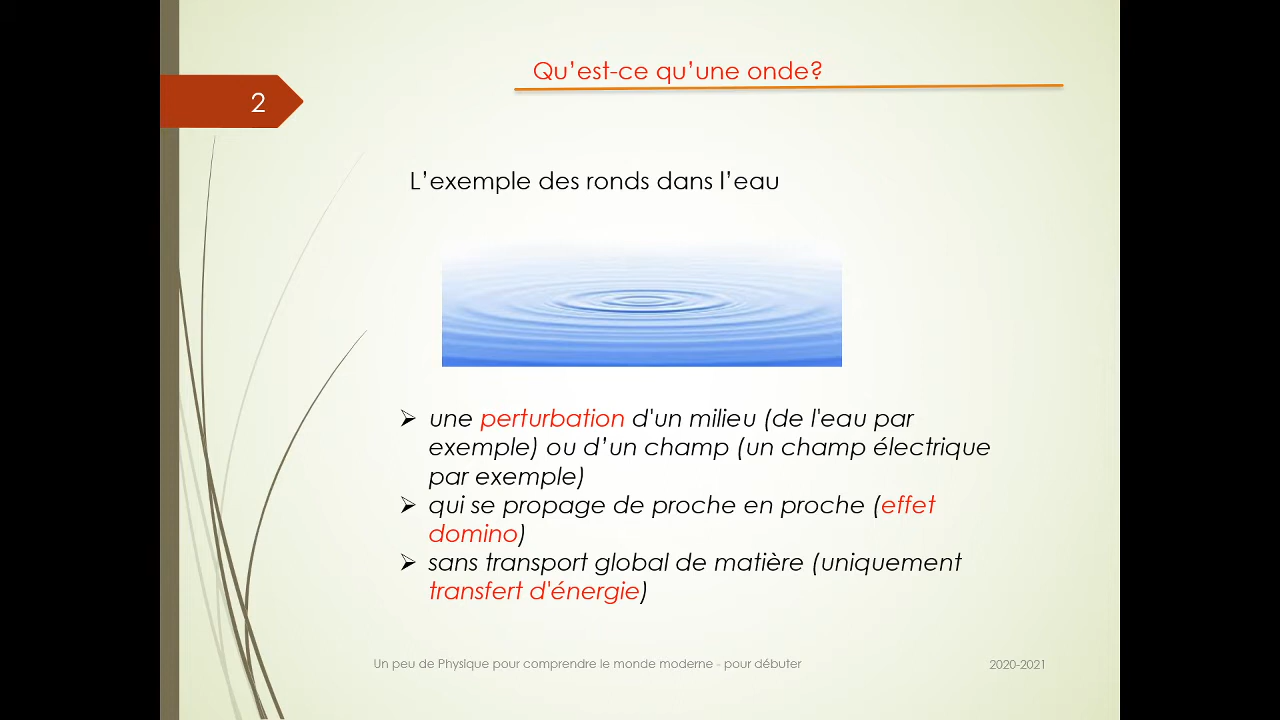 Qu’est-ce qu’une onde?
2
L’exemple des ronds dans l’eau
une perturbation d'un milieu (de l'eau par
exemple) ou d’un champ (un champ électrique
par exemple)
qui se propage de proche en proche (effet
domino)
sans transport global de matière (uniquement
transfert d'énergie)
Un peu de Physique pour comprendre le monde moderne - pour débuter
2020-2021